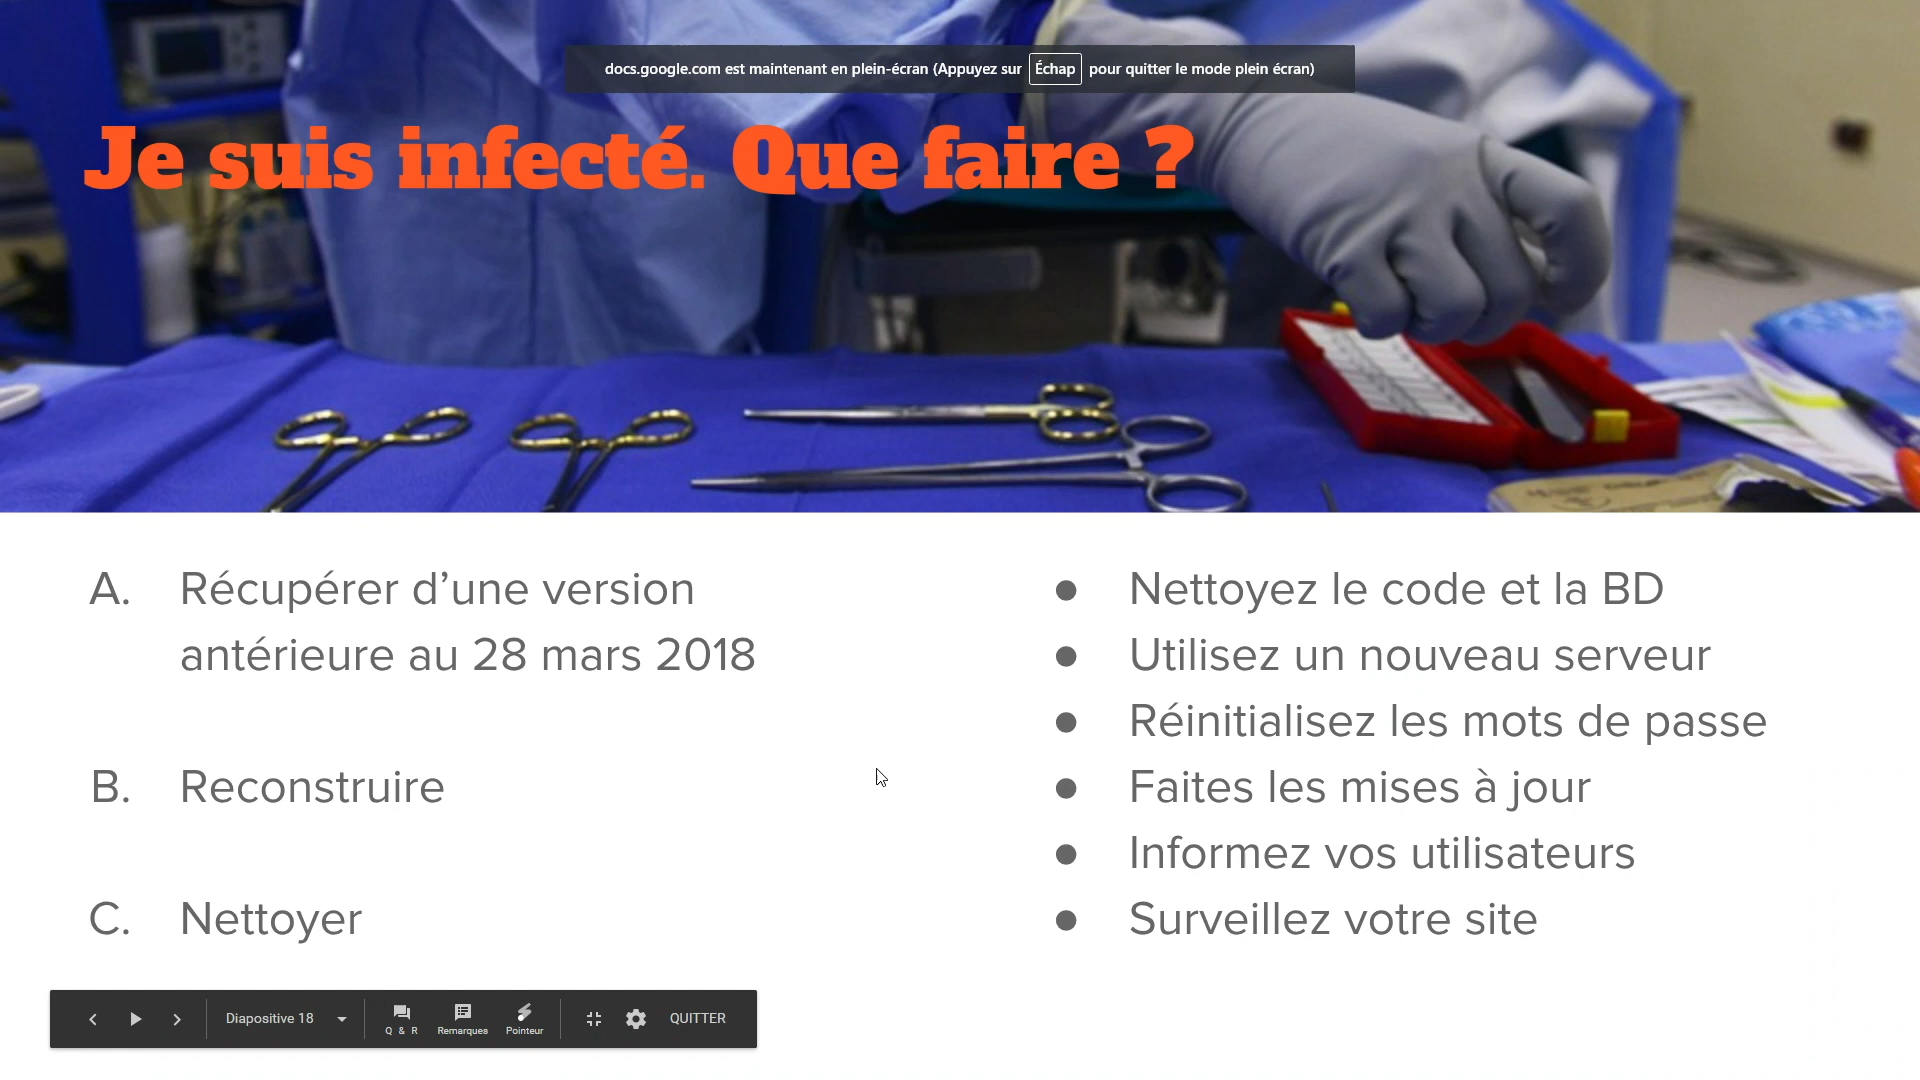 docs.google.com est maintenant en plein-écran (Appuyez sur Échap pour quitter le mode plein écran)
Je suis infecté. Que faire ?
A. Récupérer d’une version
antérieure au 28 mars 2018
B. Reconstruire
C. Nettoyer
● Nettoyez le code et la BD
● Utilisez un nouveau serveur
● Réinitialisez les mots de passe
● Faites les mises à jour
● Informez vos utilisateurs
● Surveillez votre site
Diapositive 18
Q & R
Remarques
Pointeur
QUITTER